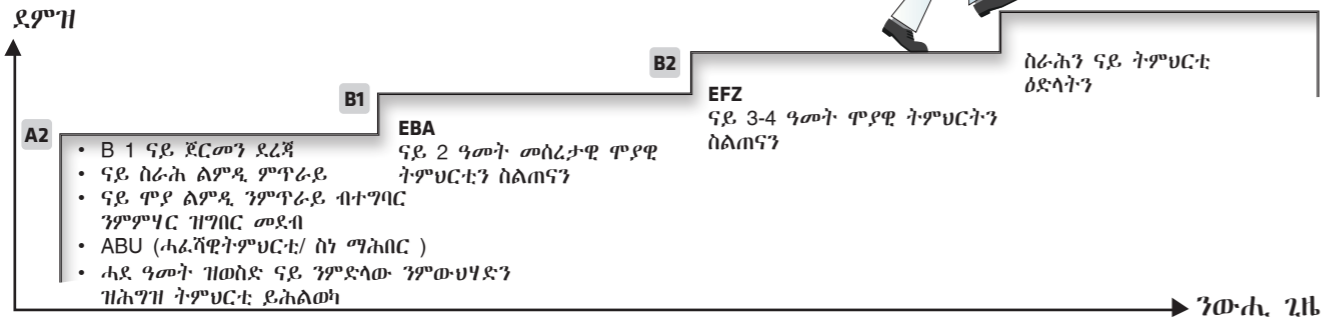 ደምዝ
A2
• B 1 ናይ ጀርመን ደረጃ
• ናይ ስራሕ ልምዲ ምጥራይ
• ናይ ሞያ ልምዲ ንምጥራይ ብተግባር
ንምምሃር ዝግበር መደብ
• ABU (ሓፈሻዊትምህርቲ/ ስነ ማሕበር )
• ሓደ ዓመት ዝወስድ ናይ ንምድላው ንምውህሃድን
ዝሕግዝ ትምህርቲ ይሕልወካ
B1
EBA
ናይ 2 ዓመት መሰረታዊ ሞያዊ
ትምህርቲን ስልጠናን
B2
EFZ
ናይ 3-4 ዓመት ሞያዊ ትምህርትን
ስልጠናን
ስራሕን ናይ ትምህርቲ
ዕድላትን
ንውሒ ጊዜ